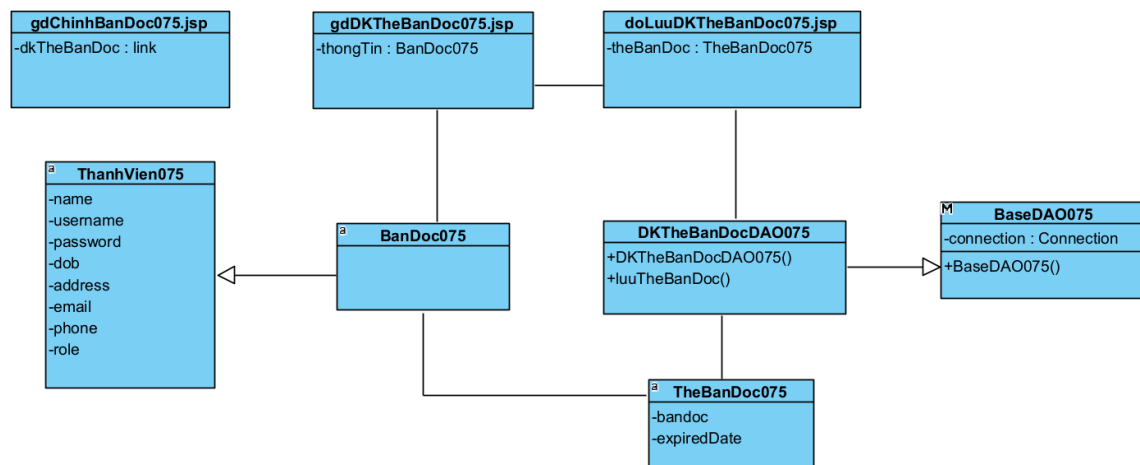 gdChinhBanDoc075.jsp
-dkTheBanDoc : link
gdDKTheBanDoc075.jsp
-thongTin : BanDoc075
doLuuDKTheBanDoc075.jsp
-theBanDoc : TheBanDoc075
a
ThanhVien075
-name
-username
-password
-dob
-address
-email
-phone
-role
a
BanDoc075
DKTheBanDocDAO075
+DKTheBanDocDAO075()
+luuTheBanDoc()
M
BaseDAO075
-connection : Connection
+BaseDAO075()
a
TheBanDoc075
-bandoc
-expiredDate